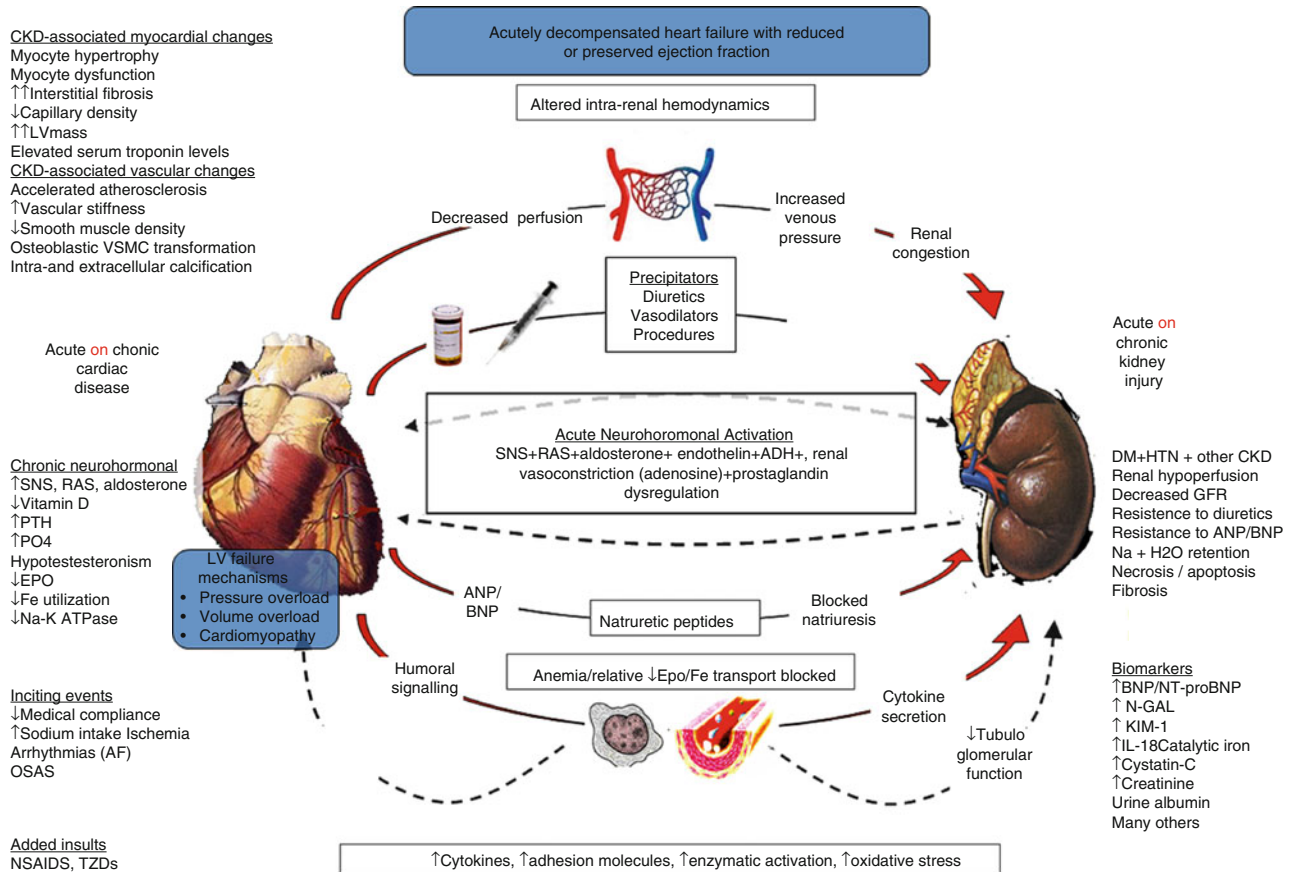 Acutely decompensated heart failure with reduced
or preserved ejection fraction
CKD-associated myocardial changes
Myocyte hypertrophy
Myocyte dysfunction
↑↑Interstitial fibrosis
↓Capillary density
↑↑LVmass
Elevated serum troponin levels
CKD-associated vascular changes
Accelerated atherosclerosis
↑Vascular stiffness
↓Smooth muscle density
Osteoblastic VSMC transformation
Intra-and extracellular calcification
Altered intra-renal hemodynamics
Decreased perfusion
Increased
venous
pressure
Renal
congestion
Precipitators
Diuretics
Vasodilators
Procedures
Acute on chonic
cardiac
disease
Acute on
chronic
kidney
injury
Acute Neurohoromonal Activation
SNS+RAS+aldosterone+ endothelin+ADH+, renal
vasoconstriction (adenosine)+prostaglandin
dysregulation
Chronic neurohormonal
↑SNS, RAS, aldosterone
↓Vitamin D
↑PTH
↑PO4
Hypotestesteronism
↓EPO
↓Fe utilization
↓Na-K ATPase
LV failure
mechanisms
• Pressure overload
• Volume overload
• Cardiomyopathy
DM+HTN + other CKD
Renal hypoperfusion
Decreased GFR
Resistence to diuretics
Resistance to ANP/BNP
Na + H2O retention
Necrosis / apoptosis
Fibrosis
ANP/
BNP
Natruretic peptides
Blocked
natriuresis
Humoral
signalling
Anemia/relative ↓Epo/Fe transport blocked
Cytokine
secretion
↓Tubulo
glomerular
function
Inciting events
↓Medical compliance
↑Sodium intake Ischemia
Arrhythmias (AF)
OSAS
Biomarkers
↑BNP/NT-proBNP
↑ N-GAL
↑ KIM-1
↑IL-18Catalytic iron
↑Cystatin-C
↑Creatinine
Urine albumin
Many others
Added insults
NSAIDS, TZDs
↑Cytokines, ↑adhesion molecules, ↑enzymatic activation, ↑oxidative stress